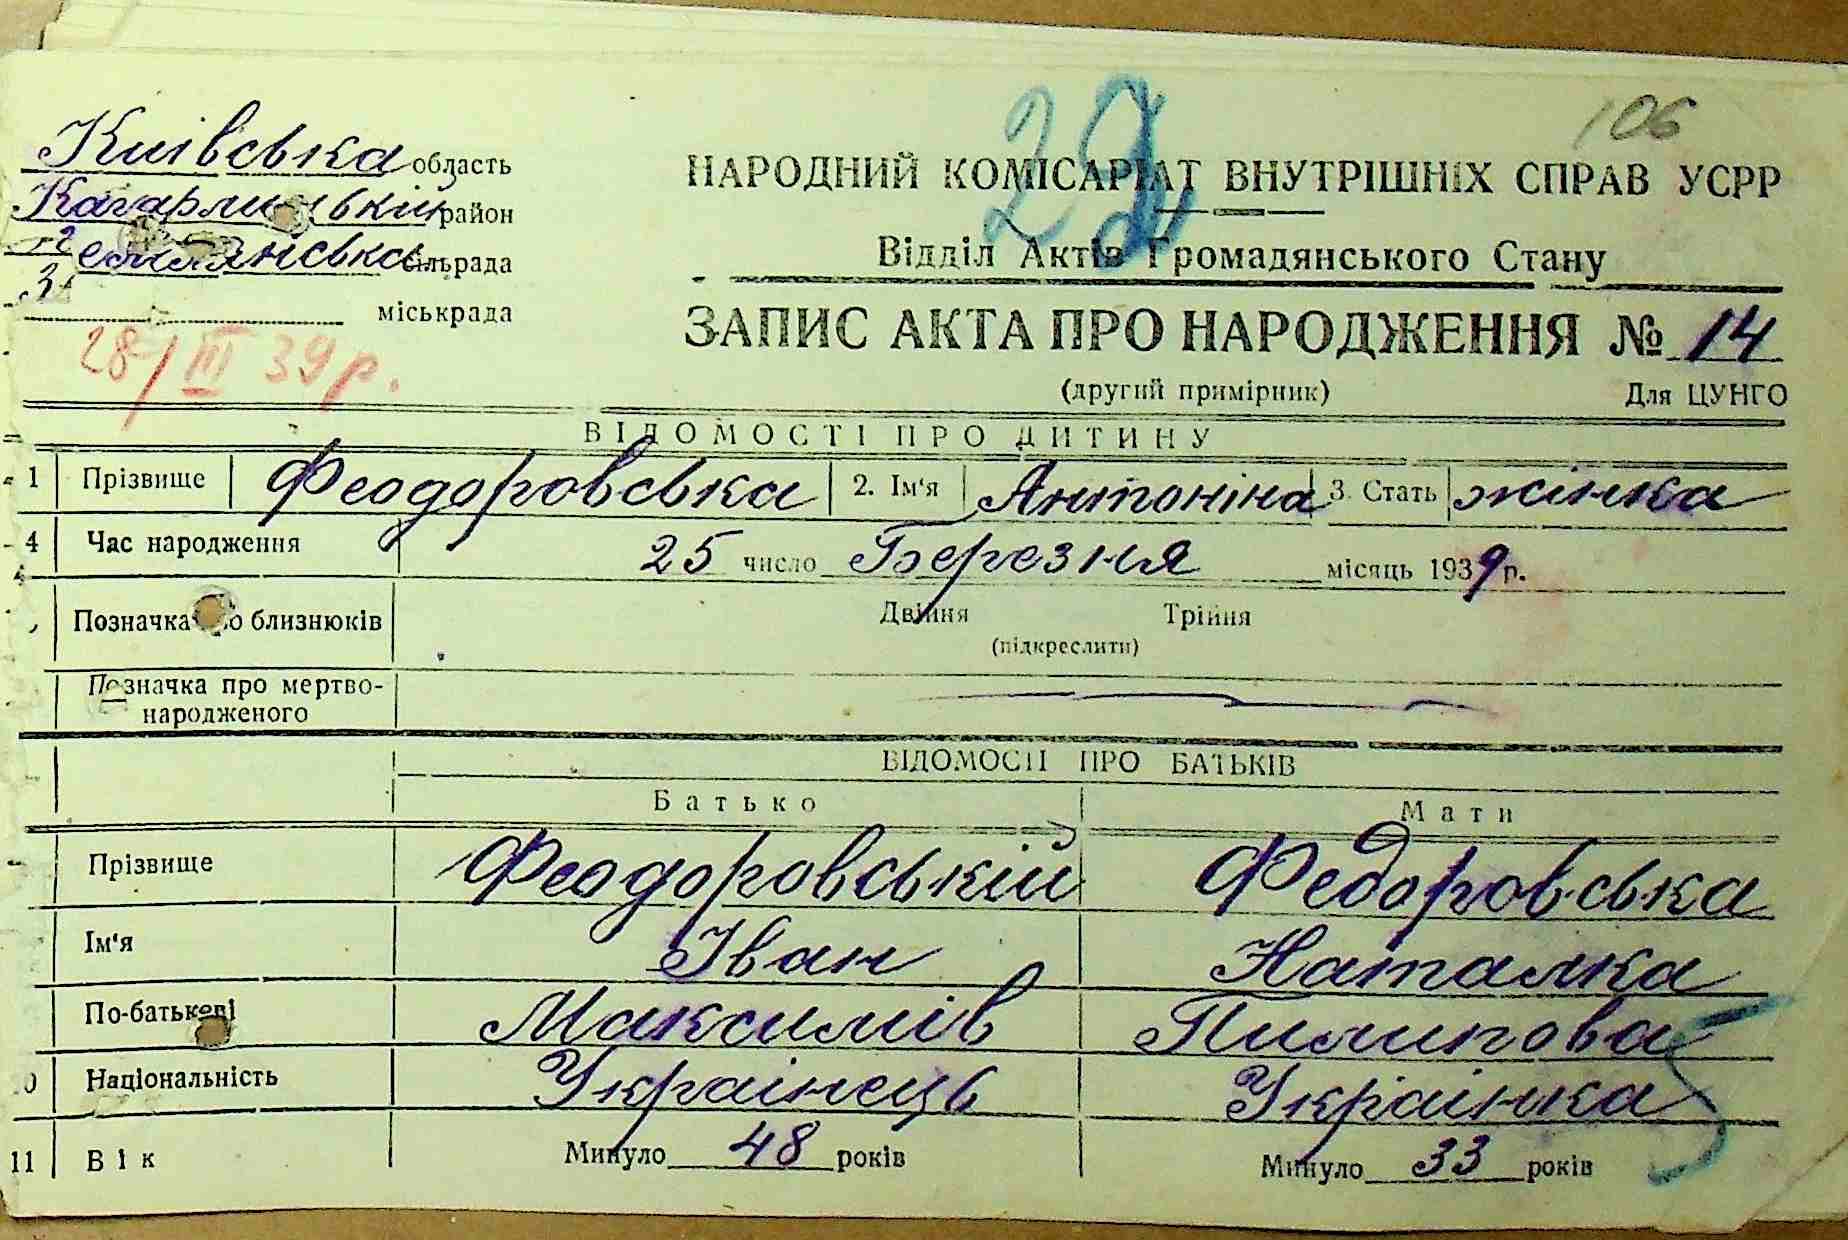 106
29
Київська область
Кагарлицький район
сільрада
міськрада
28/III 39 р.
НАРОДНИЙ КОМІСАРІАТ ВНУТРІШНІХ СПРАВ УСРР
Відділ Актів Громадянського Стану
ЗАПИС АКТА ПРО НАРОДЖЕННЯ № 14
(другий примірник) Для ЦУНГО
ВІДОМОСТІ ПРО ДИТИНУ
1 Прізвище Феодоровська 2. Ім'я Антоніна 3. Стать жінка
4 Час народження 25 число Березня місяць 1939 р.
Позначка про близнюків Двійня Трійня
(підкреслити)
Позначка про мертво-
народженого
ВІДОМОСТІ ПРО БАТЬКІВ
Батько Мати
Прізвище Феодоровський Федоровська
Ім'я Іван Наталка
По-батькові Максимів Пилипова
Національність Українець Українка
11 Вік Минуло 48 років Минуло 33 років